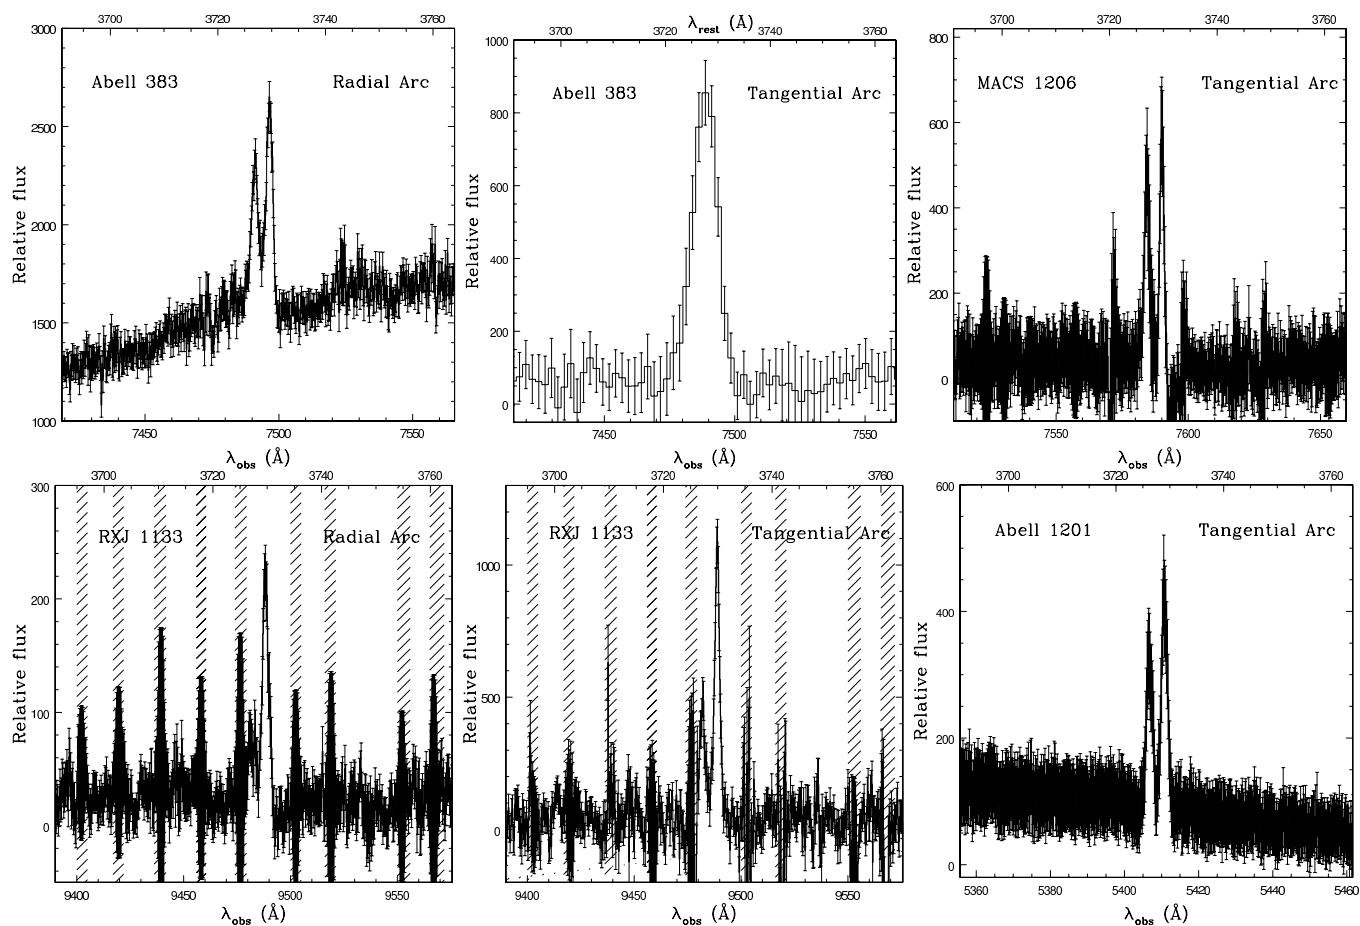 3700 3720 3740 3760
3000
2500
2000
1500
1000
Abell 383 Radial Arc
Relative flux
7450 7500 7550
λobs (Å)
λrest (Å)
3700 3720 3740 3760
1000
800
600
400
200
0
Abell 383 Tangential Arc
Relative flux
7450 7500 7550
λobs (Å)
3700 3720 3740 3760
800
600
400
200
0
MACS 1206 Tangential Arc
Relative flux
7550 7600 7650
λobs (Å)
3700 3720 3740 3760
300
200
100
0
RXJ 1133 Radial Arc
Relative flux
9400 9450 9500 9550
λobs (Å)
3700 3720 3740 3760
1000
500
0
RXJ 1133 Tangential Arc
Relative flux
9400 9450 9500 9550
λobs (Å)
3700 3720 3740 3760
600
400
200
0
Abell 1201 Tangential Arc
Relative flux
5360 5380 5400 5420 5440 5460
λobs (Å)